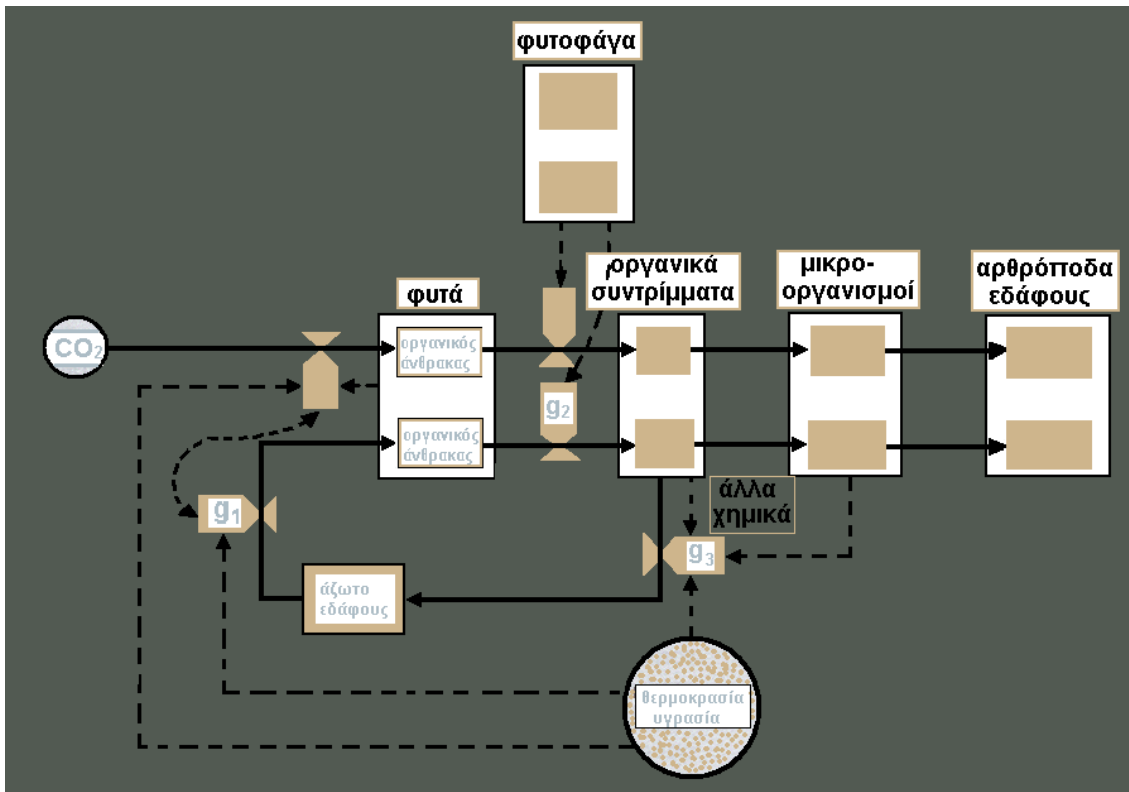 φυτοφάγα
οργανικά
συντρίμματα
μικρο-
οργανισμοί
αρθρόποδα
εδάφους
φυτά
CO2
οργανικός
άνθρακας
g2
οργανικός
άνθρακας
άλλα
χημικά
g1
g3
άζωτο
εδάφους
θερμοκρασία
υγρασία